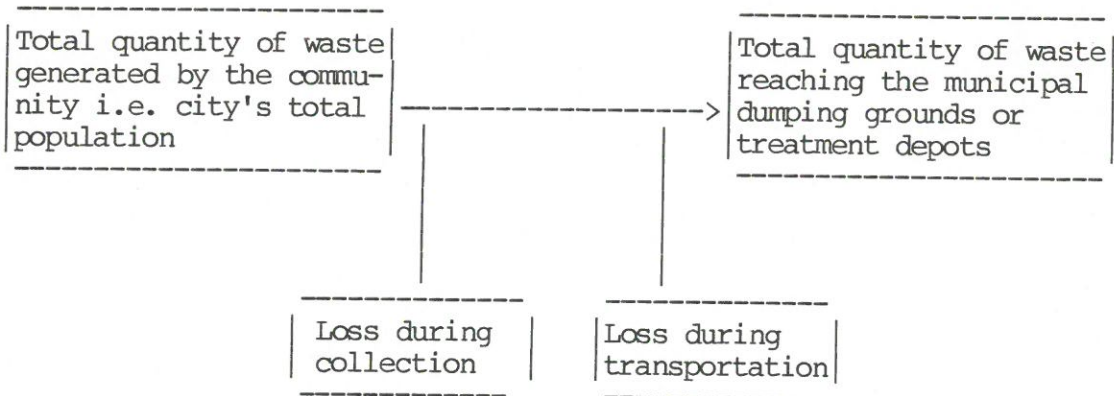 Total quantity of waste
generated by the commu-
nity i.e. city's total
population
Total quantity of waste
reaching the municipal
dumping grounds or
treatment depots
Loss during
collection
Loss during
transportation